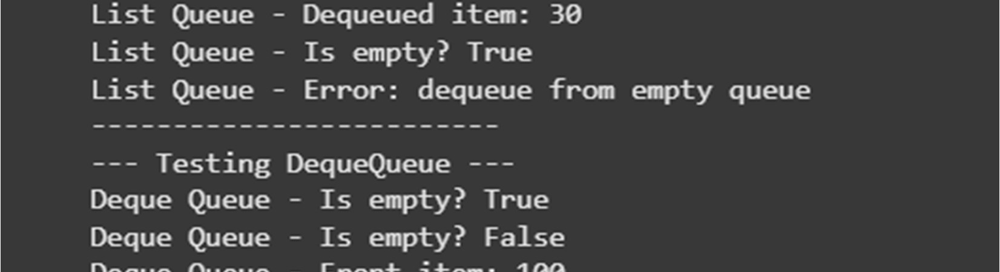 List Queue - Dequeued item: 30
List Queue - Is empty? True
List Queue - Error: dequeue from empty queue
-------------------------
--- Testing DequeQueue ---
Deque Queue - Is empty? True
Deque Queue - Is empty? False
Deque Queue - Front item: 100